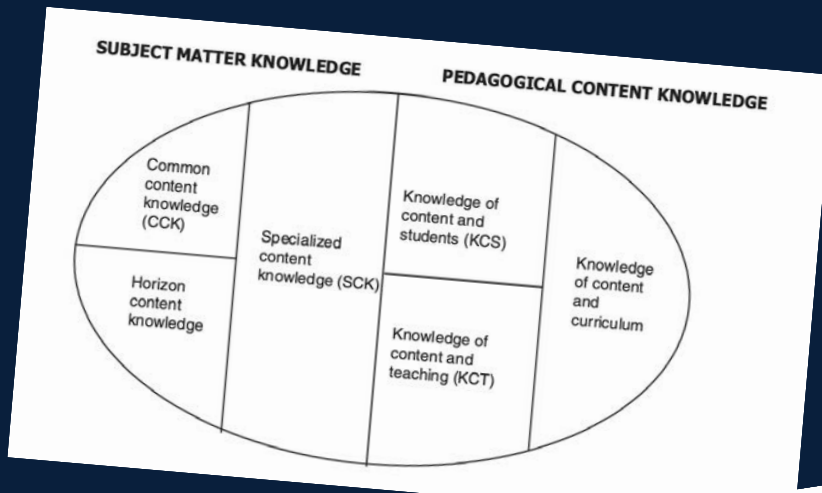 SUBJECT MATTER KNOWLEDGE
PEDAGOGICAL CONTENT KNOWLEDGE
Common
content
knowledge
(CCK)
Horizon
content
knowledge
Specialized
content
knowledge (SCK)
Knowledge of
content and
students (KCS)
Knowledge of
content and
teaching (KCT)
Knowledge
of content
and
curriculum